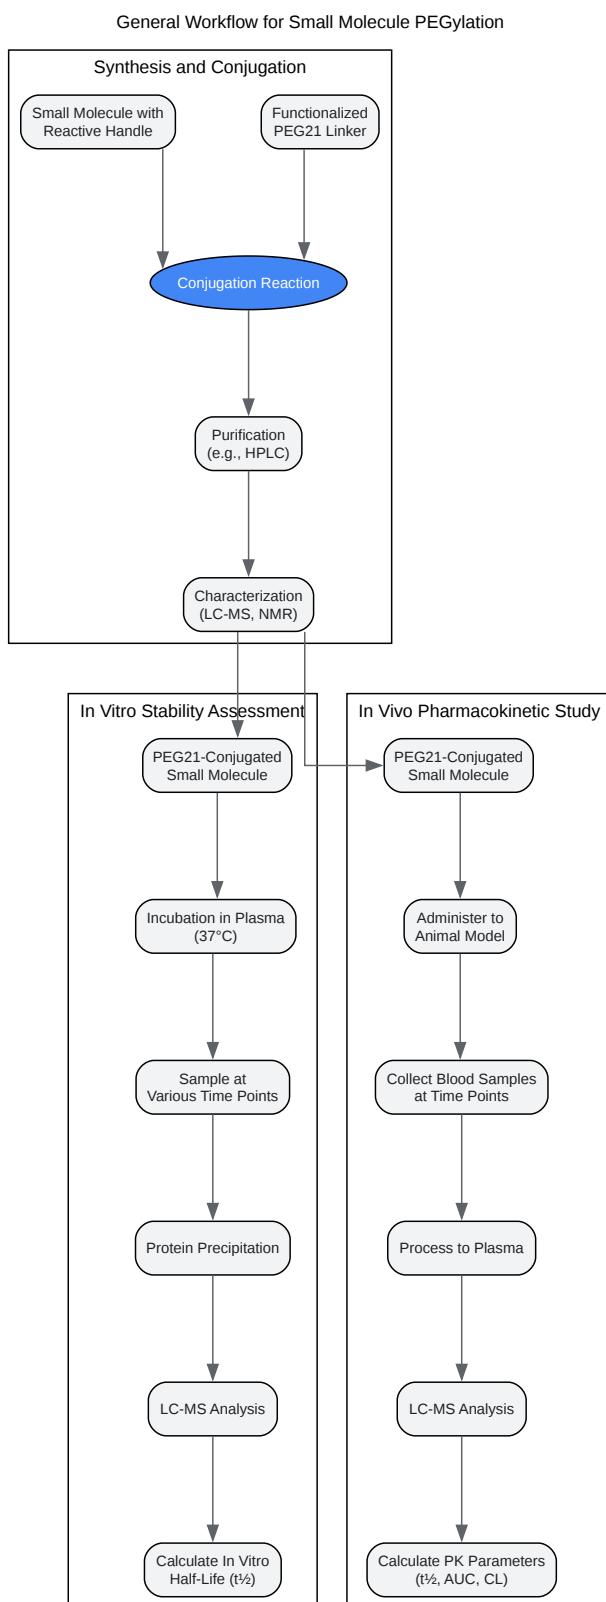 General Workflow for Small Molecule PEGylation
Synthesis and Conjugation
Small Molecule with
Reactive Handle
Functionalized
PEG21 Linker
Conjugation Reaction
Purification
(e.g., HPLC)
Characterization
(LC-MS, NMR)
In Vitro Stability Assessment
PEG21-Conjugated
Small Molecule
Incubation in Plasma
(37°C)
Sample at
Various Time Points
Protein Precipitation
LC-MS Analysis
Calculate In Vitro
Half-Life (t½)
In Vivo Pharmacokinetic Study
PEG21-Conjugated
Small Molecule
Administer to
Animal Model
Collect Blood Samples
at Time Points
Process to Plasma
LC-MS Analysis
Calculate PK Parameters
(t½, AUC, CL)